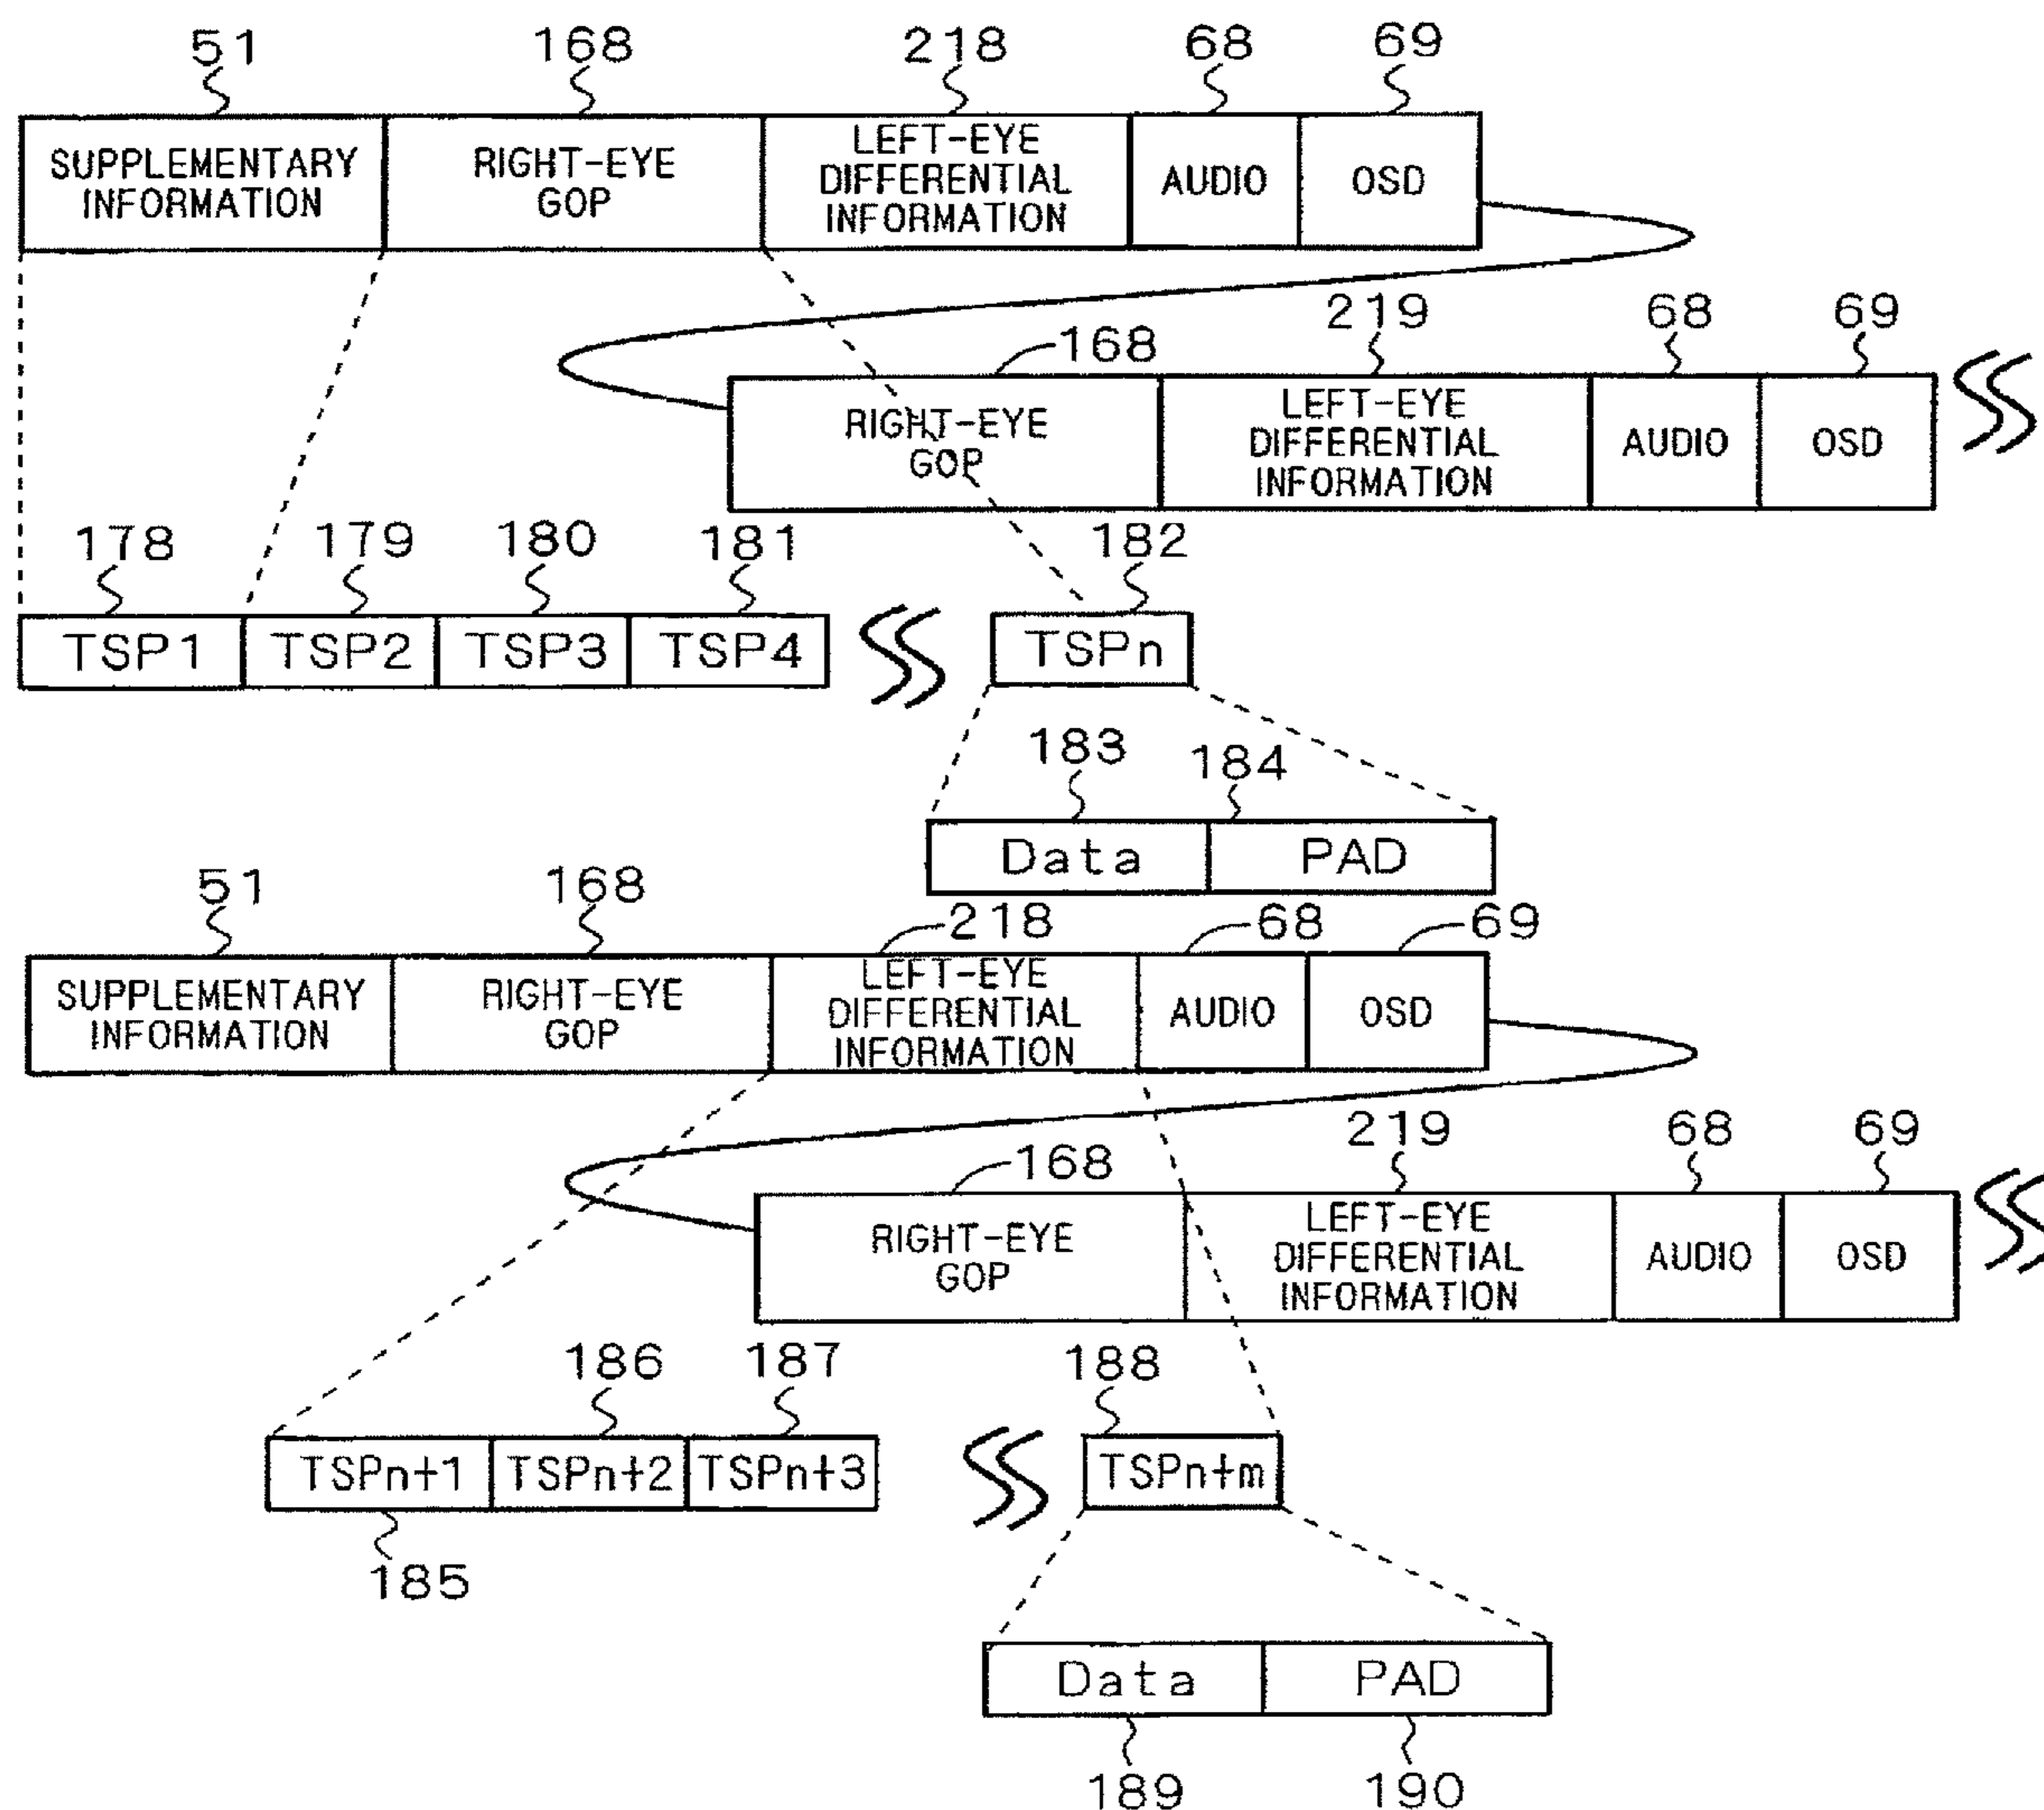 51 168 218 68 69
SUPPLEMENTARY INFORMATION
RIGHT-EYE GOP
LEFT-EYE DIFFERENTIAL INFORMATION
AUDIO
OSD
168 219 68 69
RIGHT-EYE GOP
LEFT-EYE DIFFERENTIAL INFORMATION
AUDIO
OSD
178 179 180 181 182
TSP1 TSP2 TSP3 TSP4 TSPn
183 184
Data PAD
51 168 218 68 69
SUPPLEMENTARY INFORMATION
RIGHT-EYE GOP
LEFT-EYE DIFFERENTIAL INFORMATION
AUDIO
OSD
168 219 68 69
RIGHT-EYE GOP
LEFT-EYE DIFFERENTIAL INFORMATION
AUDIO
OSD
186 187 188
TSPn+1 TSPn+2 TSPn+3 TSPn+m
185
Data PAD
189 190